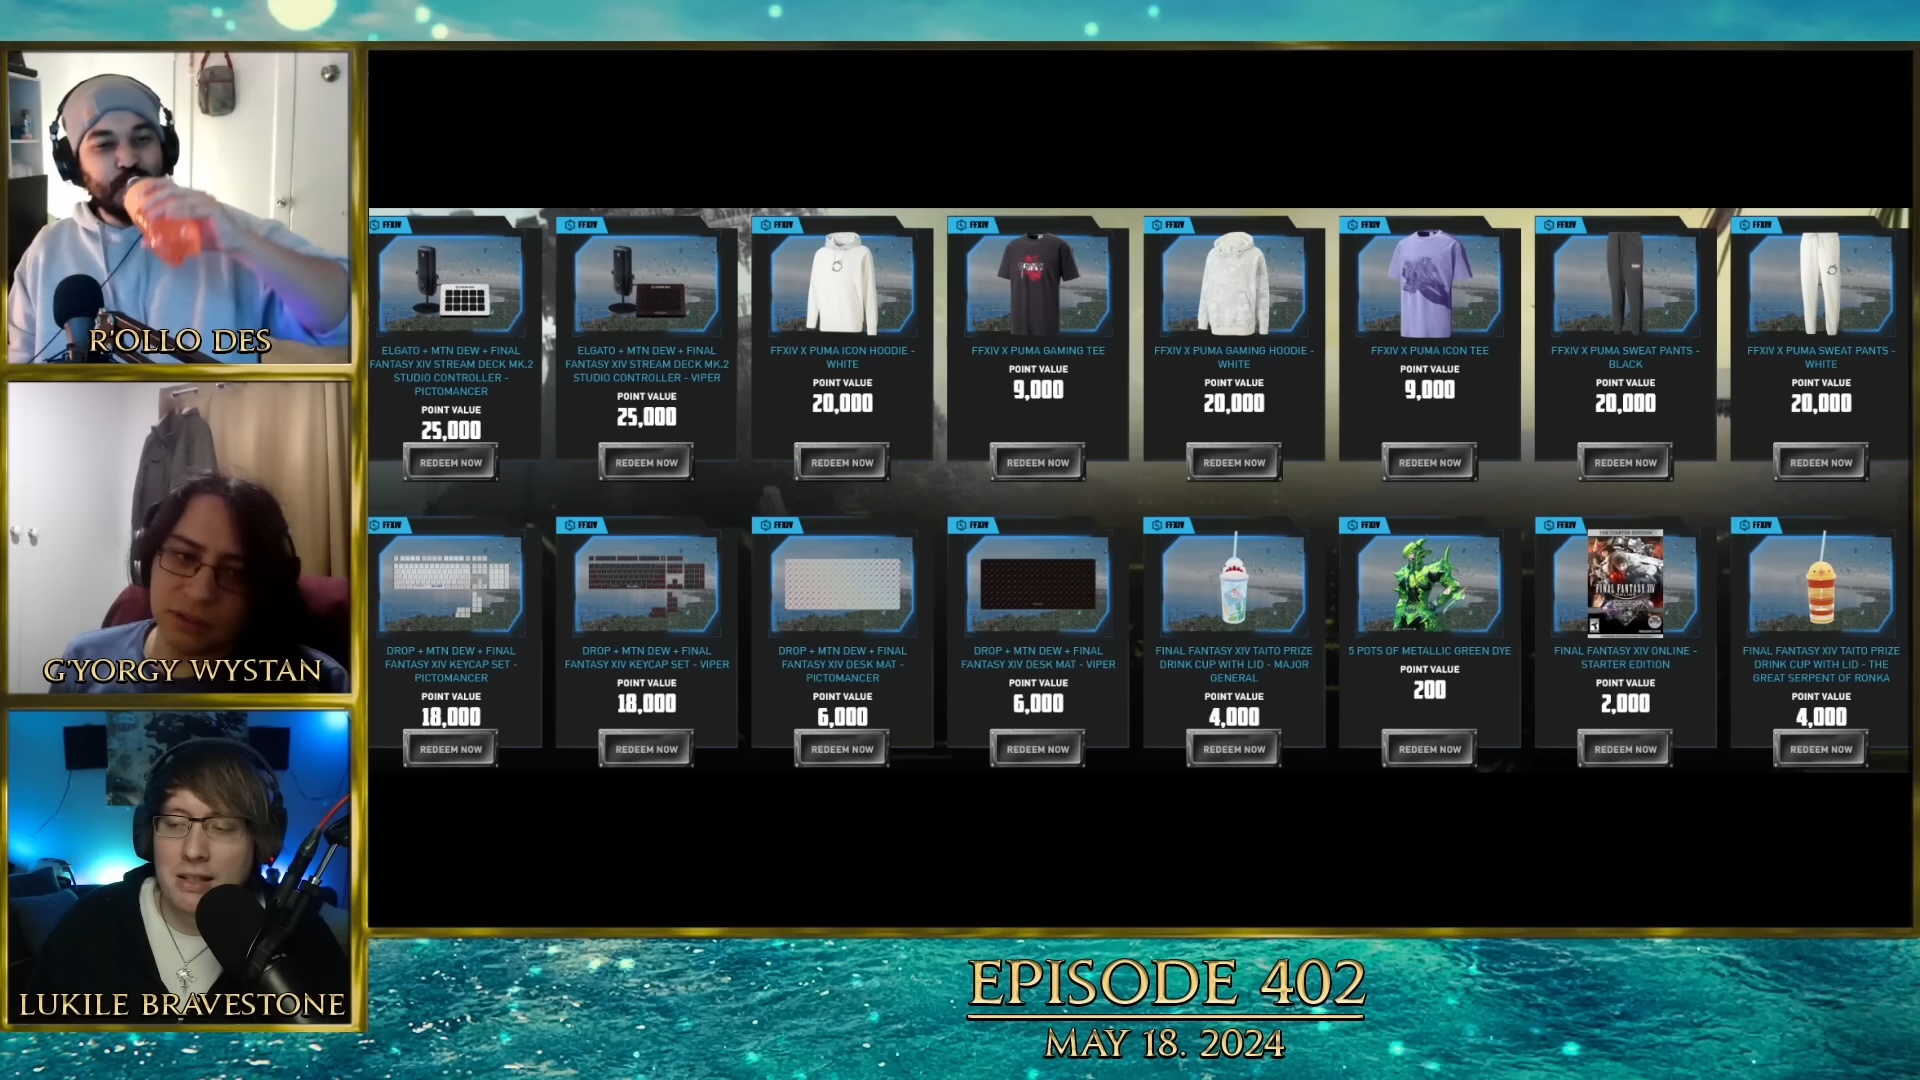 R'OLLO DES
G'YORGY WYSTAN
LUKILE BRAVESTONE
FFXIV
ELGATO + MTN DEW + FINAL
FANTASY XIV STREAM DECK MK.2
STUDIO CONTROLLER -
PICTOMANCER
POINT VALUE
25,000
REDEEM NOW
FFXIV
ELGATO + MTN DEW + FINAL
FANTASY XIV STREAM DECK MK.2
STUDIO CONTROLLER - VIPER
POINT VALUE
25,000
REDEEM NOW
FFXIV
FFXIV X PUMA ICON HOODIE -
WHITE
POINT VALUE
20,000
REDEEM NOW
FFXIV
FFXIV X PUMA GAMING TEE
POINT VALUE
9,000
REDEEM NOW
FFXIV
FFXIV X PUMA GAMING HOODIE -
WHITE
POINT VALUE
20,000
REDEEM NOW
FFXIV
FFXIV X PUMA ICON TEE
POINT VALUE
9,000
REDEEM NOW
FFXIV
FFXIV X PUMA SWEAT PANTS -
BLACK
POINT VALUE
20,000
REDEEM NOW
FFXIV
FFXIV X PUMA SWEAT PANTS -
WHITE
POINT VALUE
20,000
REDEEM NOW
FFXIV
DROP + MTN DEW + FINAL
FANTASY XIV KEYCAP SET -
PICTOMANCER
POINT VALUE
18,000
REDEEM NOW
FFXIV
DROP + MTN DEW + FINAL
FANTASY XIV KEYCAP SET - VIPER
POINT VALUE
18,000
REDEEM NOW
FFXIV
DROP + MTN DEW + FINAL
FANTASY XIV DESK MAT -
PICTOMANCER
POINT VALUE
6,000
REDEEM NOW
FFXIV
DROP + MTN DEW + FINAL
FANTASY XIV DESK MAT - VIPER
POINT VALUE
6,000
REDEEM NOW
FFXIV
FINAL FANTASY XIV TAITO PRIZE
DRINK CUP WITH LID - MAJOR
GENERAL
POINT VALUE
4,000
REDEEM NOW
FFXIV
5 POTS OF METALLIC GREEN DYE
POINT VALUE
200
REDEEM NOW
FFXIV
THE STARTER EDITION
FINAL FANTASY XIV
FINAL FANTASY XIV ONLINE -
STARTER EDITION
POINT VALUE
2,000
REDEEM NOW
FFXIV
FINAL FANTASY XIV TAITO PRIZE
DRINK CUP WITH LID - THE
GREAT SERPENT OF RONKA
POINT VALUE
4,000
REDEEM NOW
EPISODE 402
MAY 18. 2024